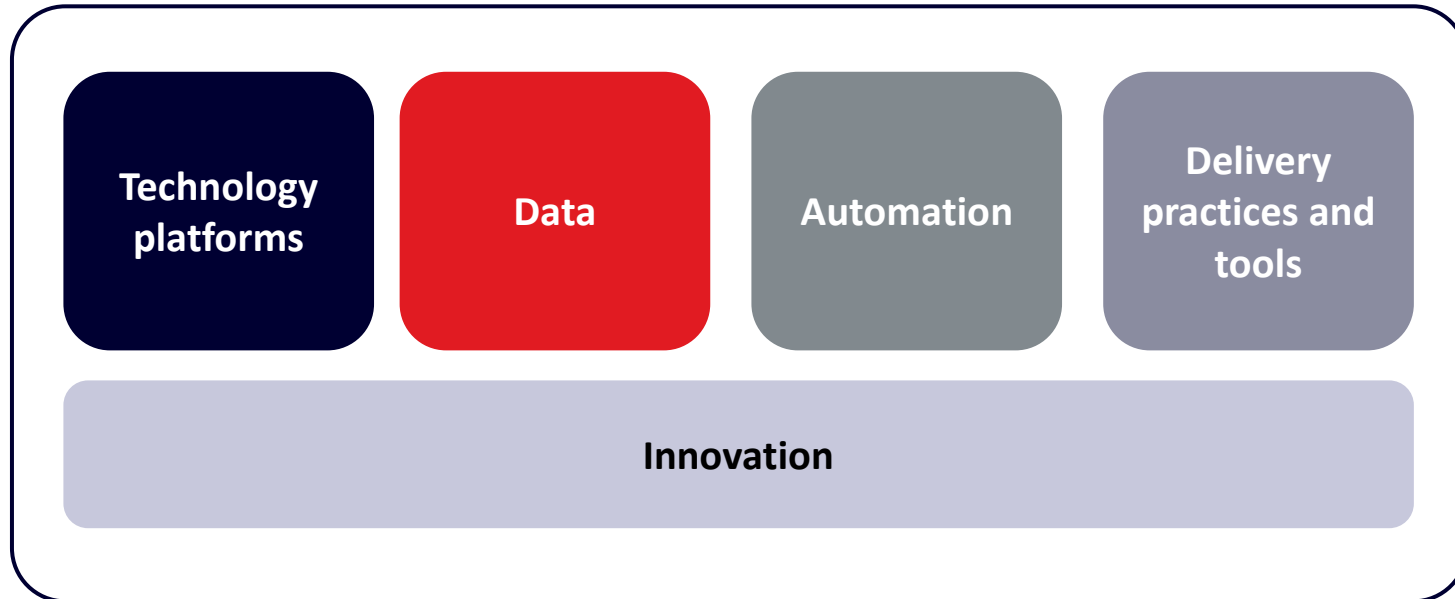 Technology
platforms
Data
Automation
Delivery
practices and
tools
Innovation